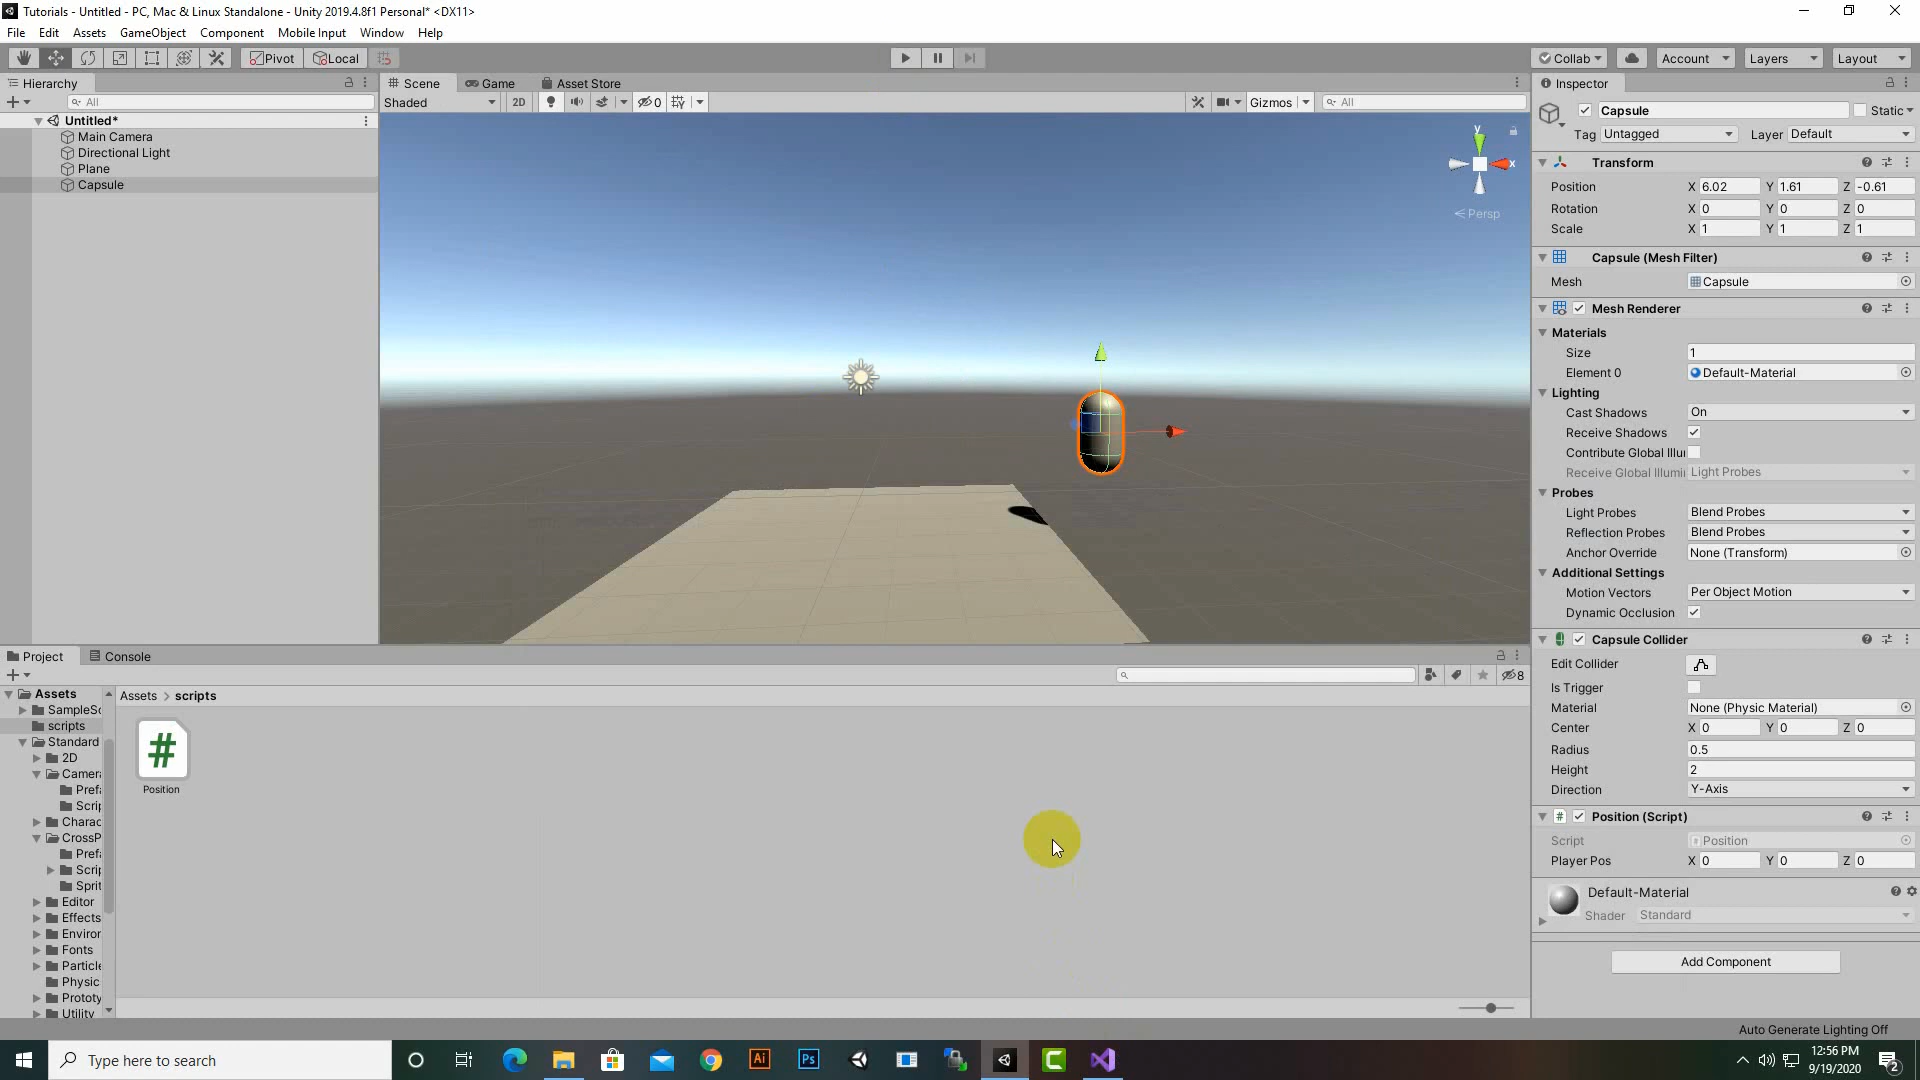 Tutorials - Untitled - PC, Mac & Linux Standalone - Unity 2019.4.8f1 Personal* <DX11>
File Edit Assets GameObject Component Mobile Input Window Help
Pivot Local Collab Account Layers Layout
Hierarchy
All
Untitled*
Main Camera
Directional Light
Plane
Capsule
Scene Game Asset Store
Shaded 2D 0 Gizmos All
y
x
Persp
Inspector
Capsule Static
Tag Untagged Layer Default
Transform
Position X 6.02 Y 1.61 Z -0.61
Rotation X 0 Y 0 Z 0
Scale X 1 Y 1 Z 1
Capsule (Mesh Filter)
Mesh Capsule
Mesh Renderer
Materials
Size 1
Element 0 Default-Material
Lighting
Cast Shadows On
Receive Shadows
Contribute Global Illu
Receive Global Illumi Light Probes
Probes
Light Probes Blend Probes
Reflection Probes Blend Probes
Anchor Override None (Transform)
Additional Settings
Motion Vectors Per Object Motion
Dynamic Occlusion
Capsule Collider
Edit Collider
Is Trigger
Material None (Physic Material)
Center X 0 Y 0 Z 0
Radius 0.5
Height 2
Direction Y-Axis
# Position (Script)
Script Position
Player Pos X 0 Y 0 Z 0
Default-Material
Shader Standard
Add Component
Project Console
8
Assets
SampleSc
scripts
Standard
2D
Camera
Prefa
Scrip
Charac
CrossP
Prefa
Scrip
Sprit
Editor
Effects
Enviror
Fonts
Particle
Physic
Prototy
Utility
Assets > scripts
#
Position
Auto Generate Lighting Off
Type here to search
Ai
Ps
12:56 PM
9/19/2020
2